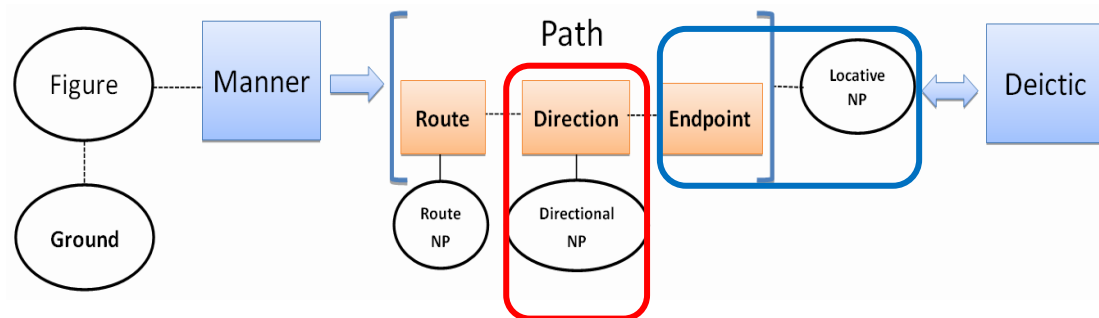 Path
Figure
Manner
Route
Direction
Endpoint
Locative
NP
Deictic
Ground
Route
NP
Directional
NP